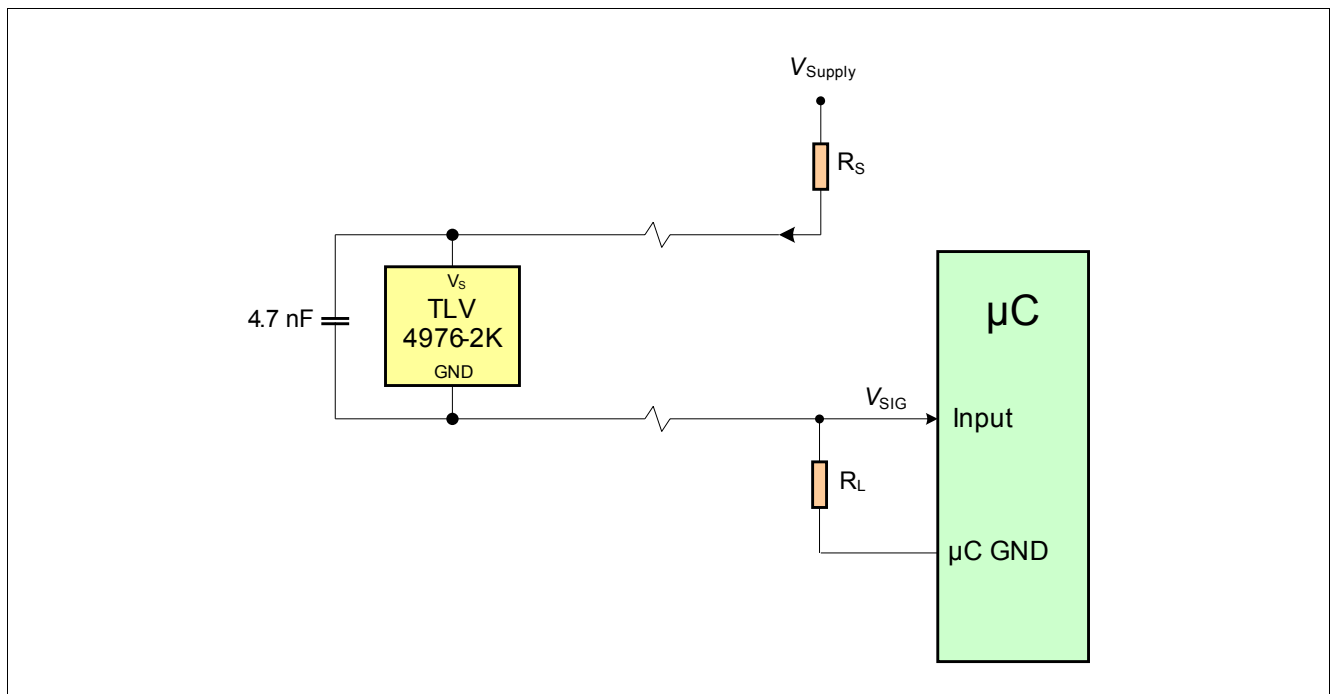 VSupply
RS
VS
TLV
4976-2K
GND
4.7 nF
µC
VSIG
Input
RL
µC GND